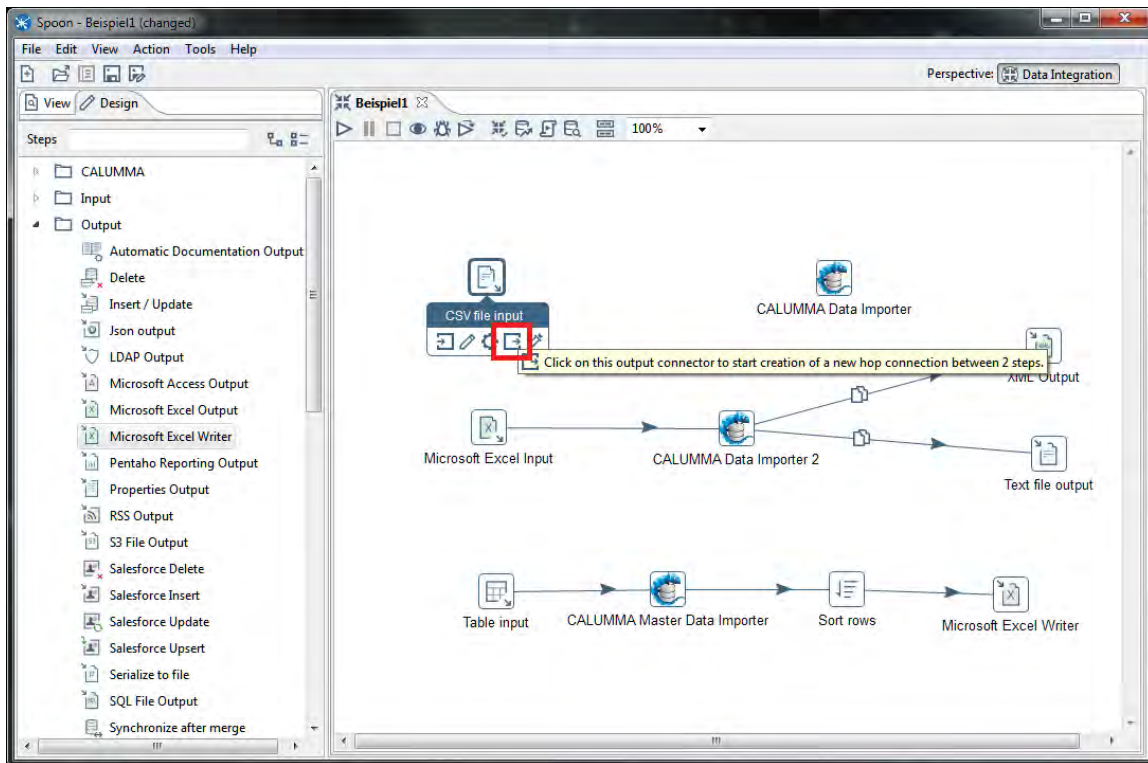 Spoon - Beispiel1 (changed)
File Edit View Action Tools Help
Perspective: Data Integration
View Design
Beispiel1
Steps
100%
CALUMMA
Input
Output
Automatic Documentation Output
Delete
Insert / Update
Json output
LDAP Output
Microsoft Access Output
Microsoft Excel Output
Microsoft Excel Writer
Pentaho Reporting Output
Properties Output
RSS Output
S3 File Output
Salesforce Delete
Salesforce Insert
Salesforce Update
Salesforce Upsert
Serialize to file
SQL File Output
Synchronize after merge
CSV file input
CALUMMA Data Importer
Click on this output connector to start creation of a new hop connection between 2 steps.
XML Output
Microsoft Excel Input
CALUMMA Data Importer 2
Text file output
Table input
CALUMMA Master Data Importer
Sort rows
Microsoft Excel Writer